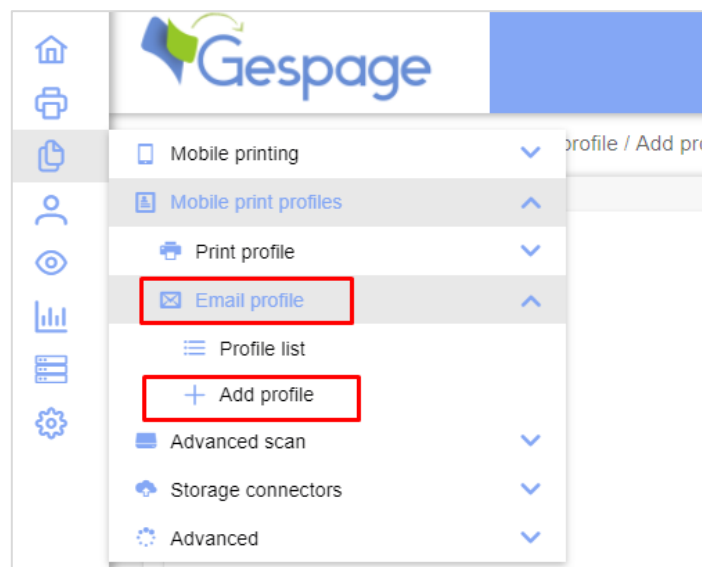 Gespage
profile / Add pr
Mobile printing
Mobile print profiles
Print profile
Email profile
Profile list
Add profile
Advanced scan
Storage connectors
Advanced